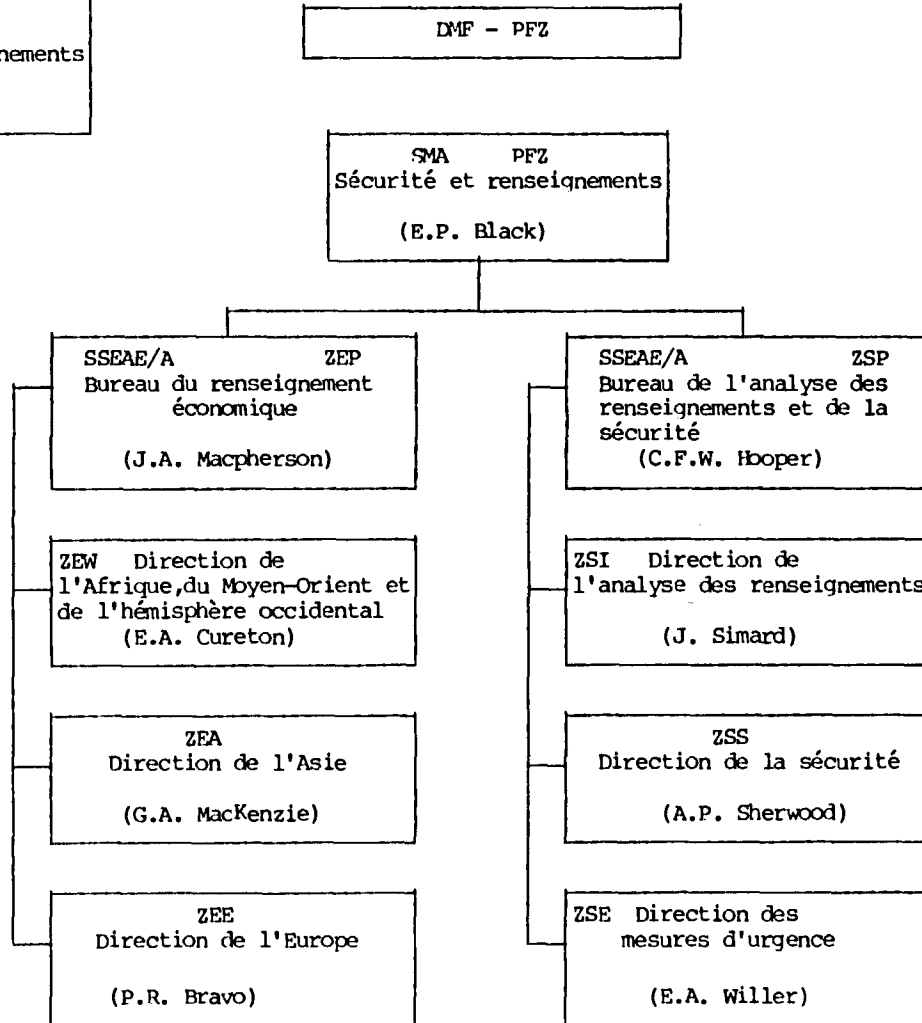 nements
DMF - PFZ
SMA PFZ
Sécurité et renseignements
(E.P. Black)
SSEAE/A ZEP
Bureau du renseignement
économique
(J.A. Macpherson)
SSEAE/A ZSP
Bureau de l'analyse des
renseignements et de la
sécurité
(C.F.W. Hooper)
ZEW Direction de
l'Afrique,du Moyen-Orient et
de l'hémisphère occidental
(E.A. Cureton)
ZSI Direction de
l'analyse des renseignements
(J. Simard)
ZEA
Direction de l'Asie
(G.A. MacKenzie)
ZSS
Direction de la sécurité
(A.P. Sherwood)
ZEE
Direction de l'Europe
(P.R. Bravo)
ZSE Direction des
mesures d'urgence
(E.A. Willer)